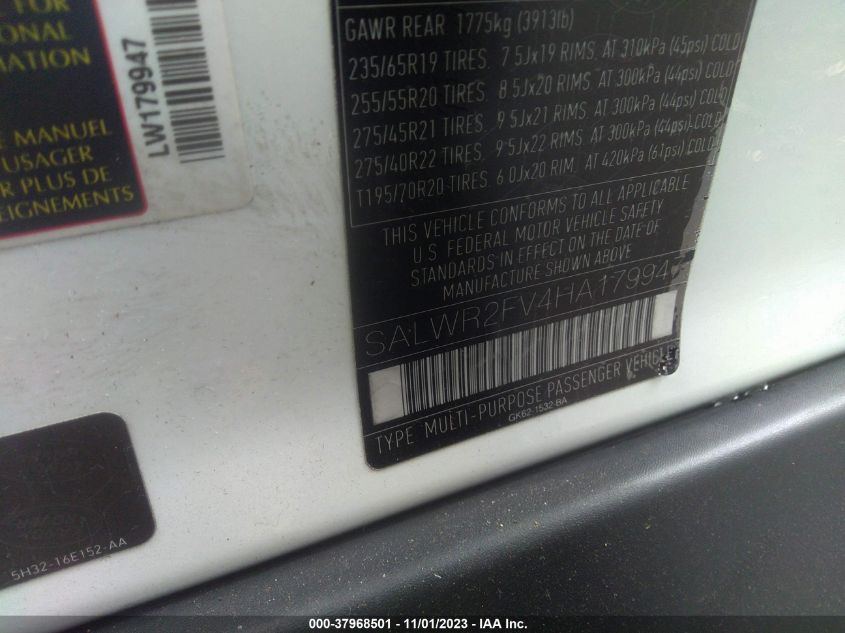 FOR
ONAL
MATION
E MANUEL
USAGER
R PLUS DE
EIGNEMENTS
LW179947
GAWR REAR 1775kg (3913lb)
235/65R19 TIRES. 7.5Jx19 RIMS. AT 310kPa (45psi) COLD
255/55R20 TIRES. 8.5Jx20 RIMS. AT 300kPa (44psi) COLD
275/45R21 TIRES. 9.5Jx21 RIMS. AT 300kPa (44psi) COLD
275/40R22 TIRES. 9.5Jx22 RIMS. AT 300kPa (44psi) COLD
T195/70R20 TIRES. 6.0Jx20 RIM. AT 420kPa (61psi) COLD
THIS VEHICLE CONFORMS TO ALL APPLICABLE
U.S. FEDERAL MOTOR VEHICLE SAFETY
STANDARDS IN EFFECT ON THE DATE OF
MANUFACTURE SHOWN ABOVE
SALWR2FV4HA17994
TYPE MULTI-PURPOSE PASSENGER VEHICLE
GK62-1532-BA
5H32-16E152-AA
000-37968501 - 11/01/2023 - IAA Inc.